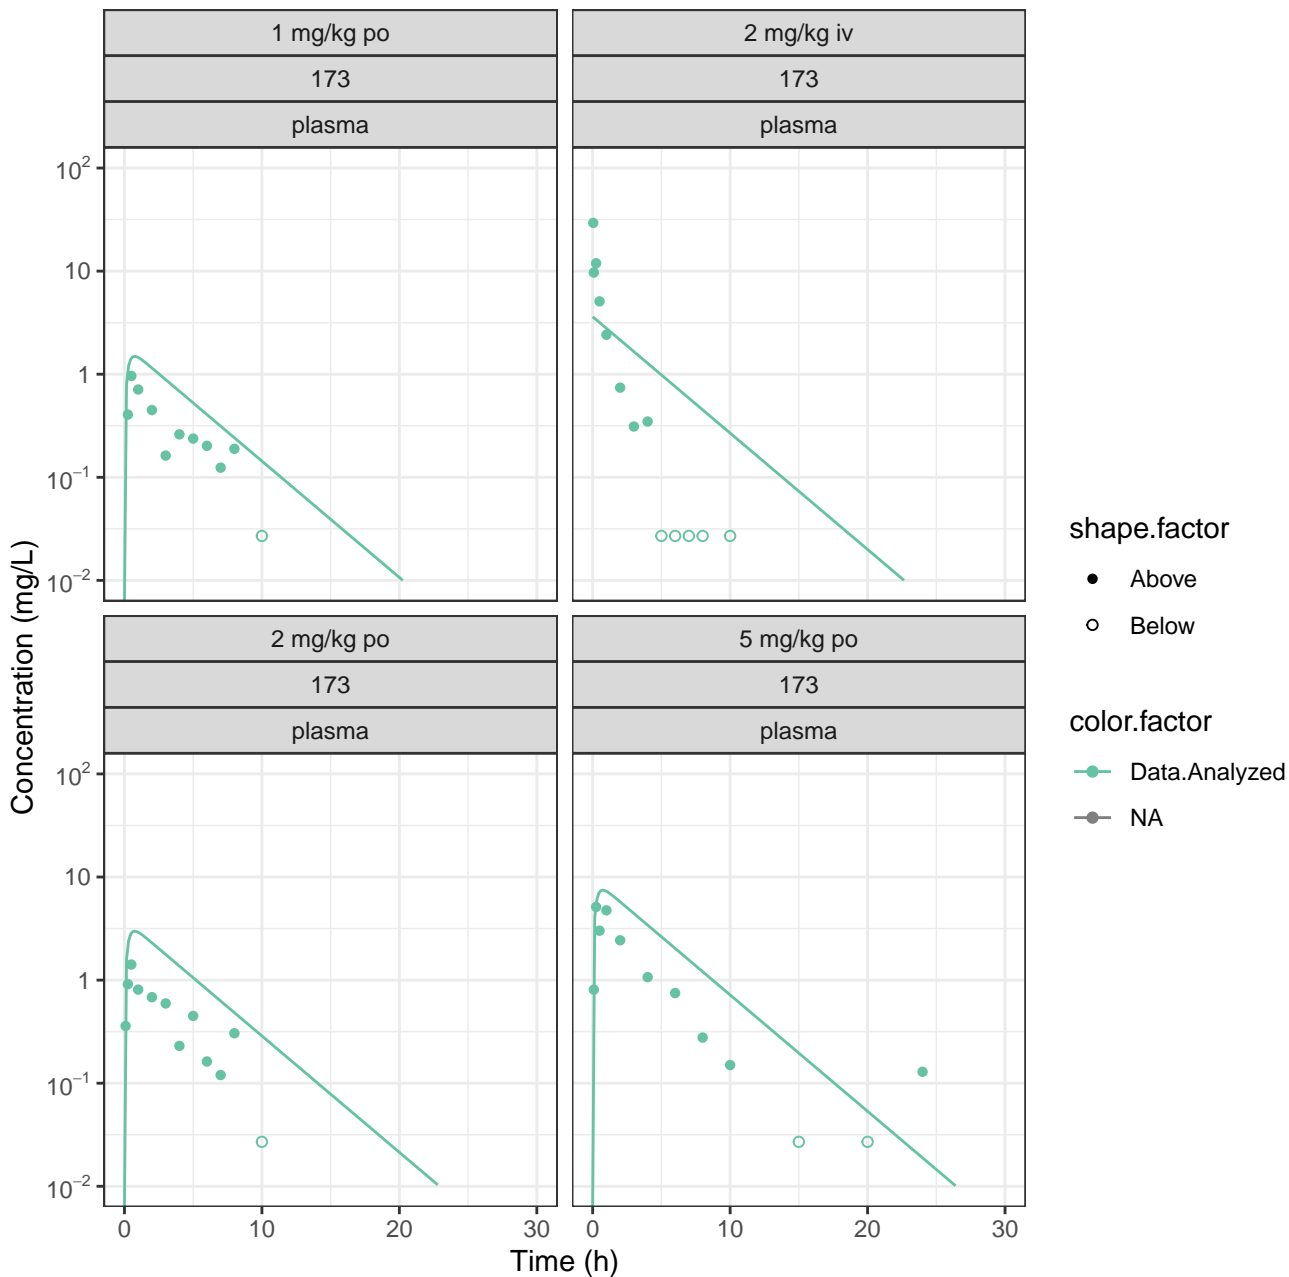 1 mg/kg po
173
plasma
2 mg/kg iv
173
plasma
10²
10
1
10⁻¹
10⁻²
2 mg/kg po
173
plasma
5 mg/kg po
173
plasma
10²
10
1
10⁻¹
10⁻²
0 10 20 30
0 10 20 30
Time (h)
Concentration (mg/L)
shape.factor
Above
Below
color.factor
Data.Analyzed
NA